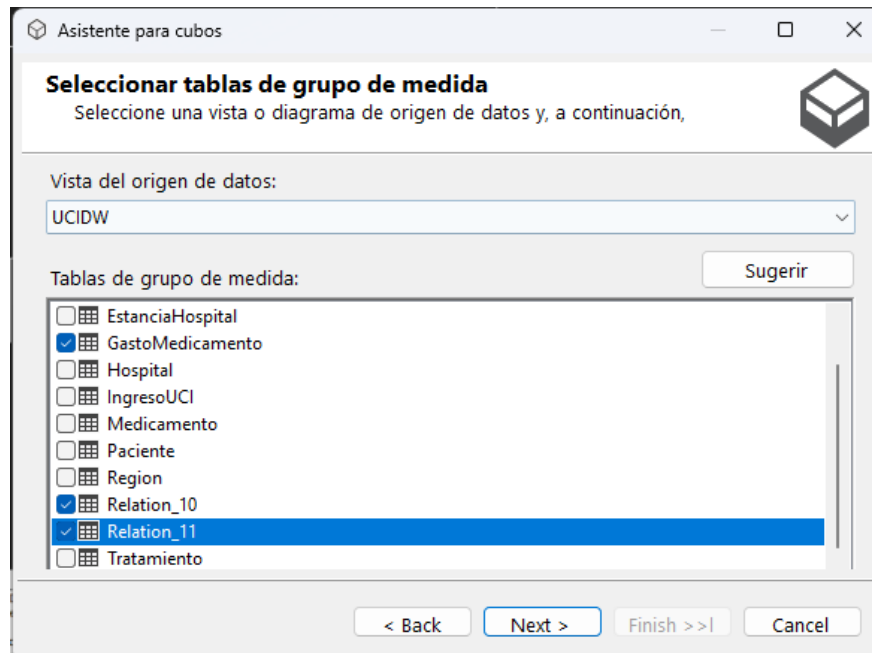 Asistente para cubos
Seleccionar tablas de grupo de medida
Seleccione una vista o diagrama de origen de datos y, a continuación,
Vista del origen de datos:
UCIDW
Sugerir
Tablas de grupo de medida:
EstanciaHospital
GastoMedicamento
Hospital
IngresoUCI
Medicamento
Paciente
Region
Relation_10
Relation_11
Tratamiento
< Back Next > Finish >>I Cancel